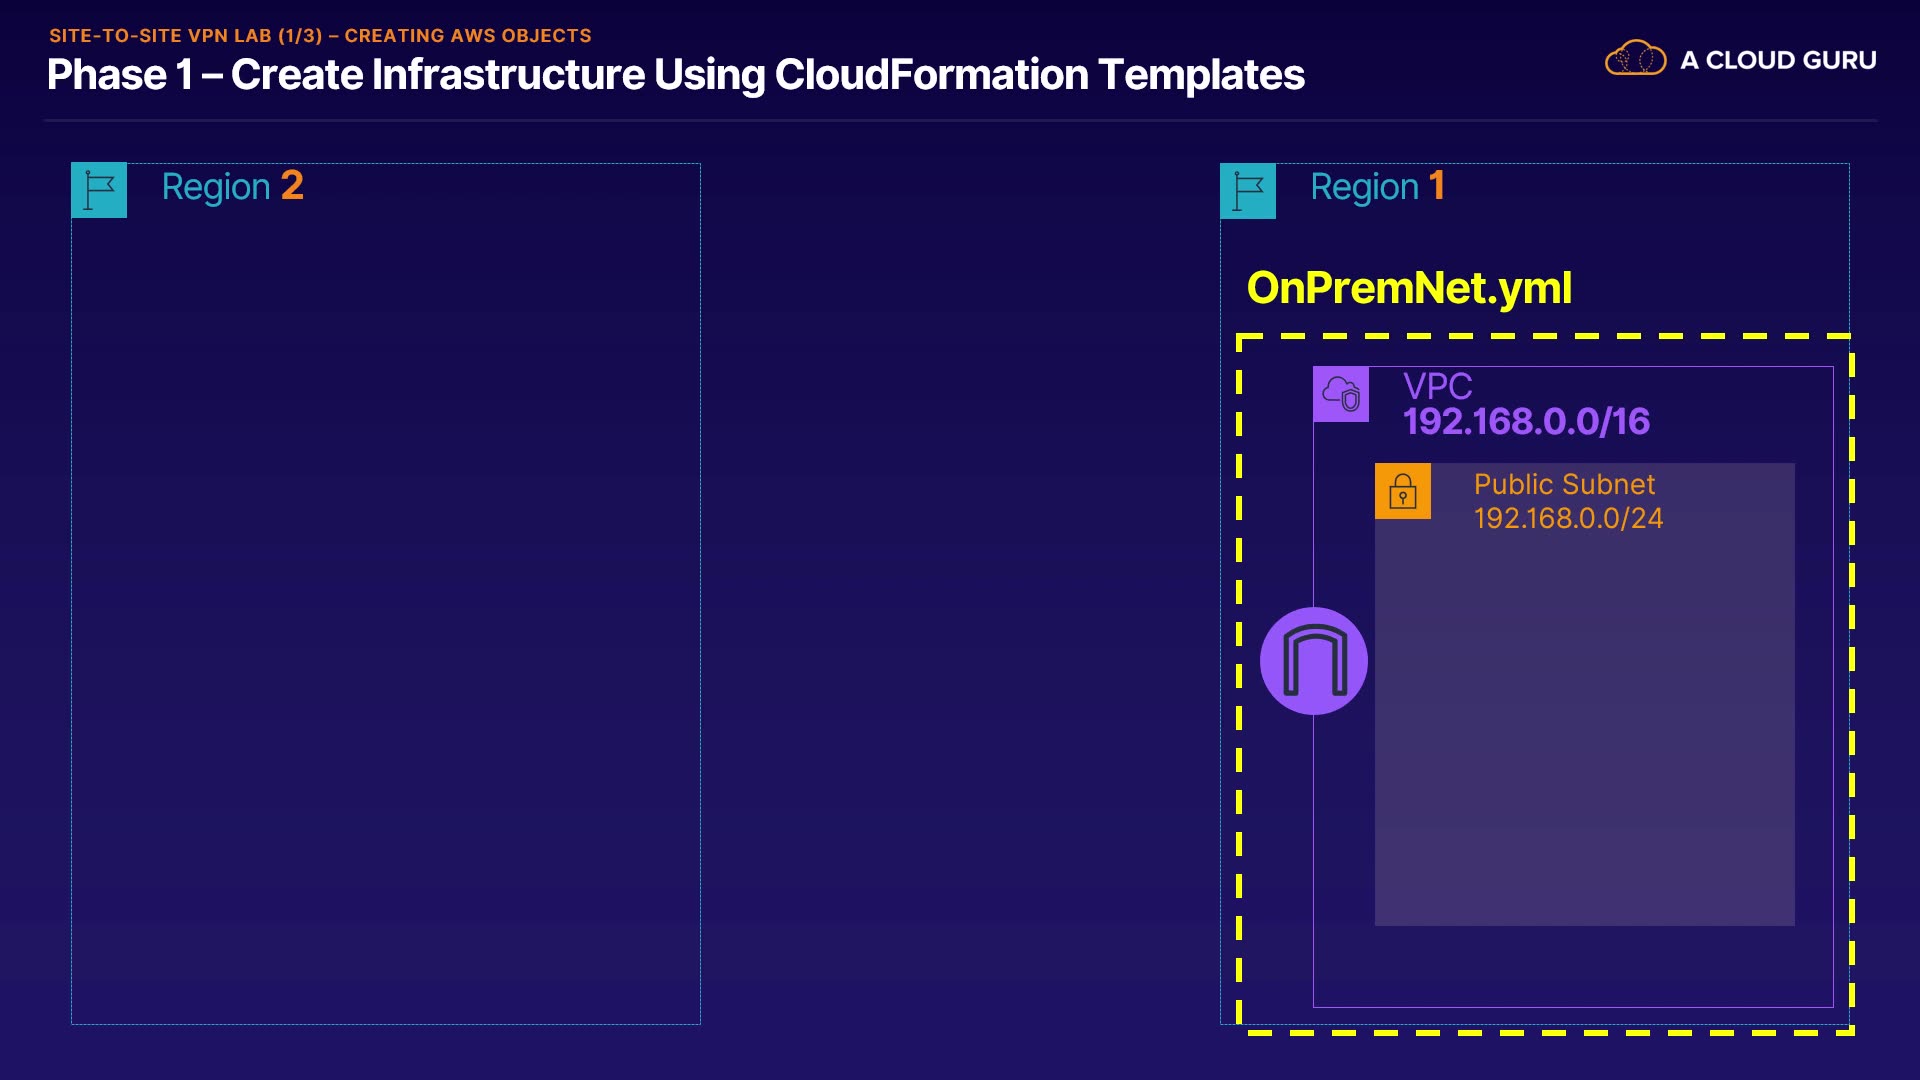 SITE-TO-SITE VPN LAB (1/3) – CREATING AWS OBJECTS
Phase 1 – Create Infrastructure Using CloudFormation Templates
A CLOUD GURU
Region 2
Region 1
OnPremNet.yml
VPC
192.168.0.0/16
Public Subnet
192.168.0.0/24